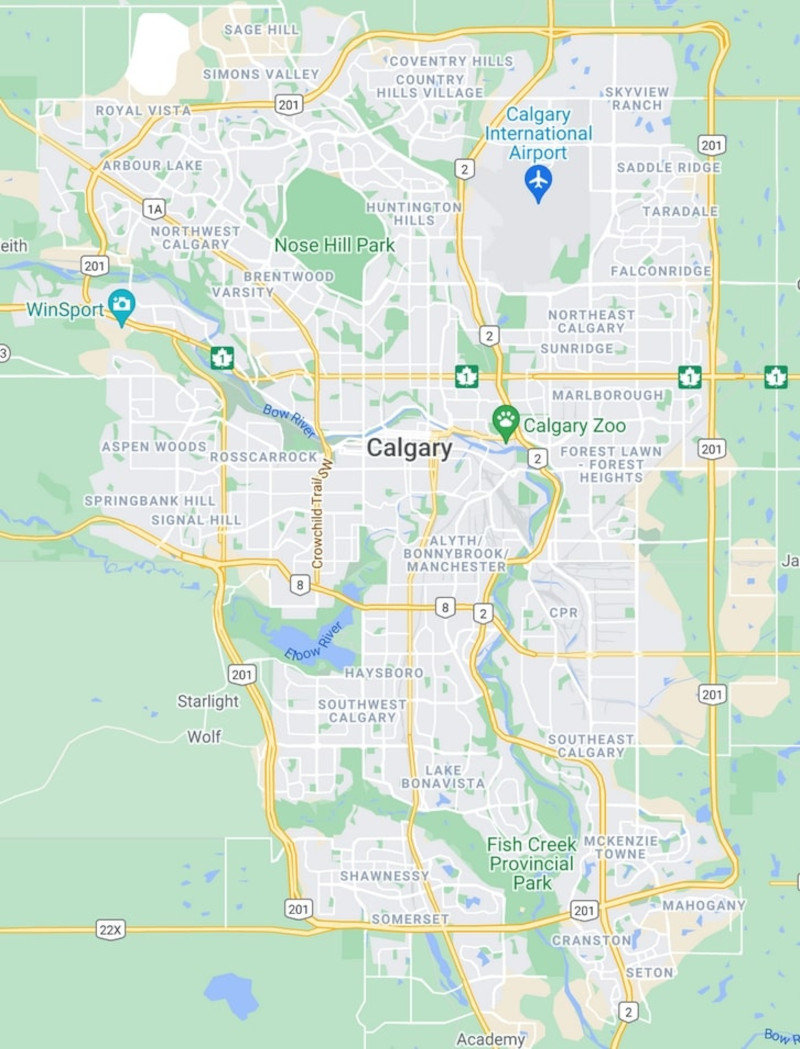 SAGE HILL
SIMONS VALLEY
COVENTRY HILLS
COUNTRY
HILLS VILLAGE
201
ROYAL VISTA
SKYVIEW
RANCH
Calgary
International
Airport
201
2
ARBOUR LAKE
SADDLE RIDGE
1A
HUNTINGTON
HILLS
TARADALE
NORTHWEST
CALGARY
Nose Hill Park
eith
201
BRENTWOOD
VARSITY
FALCONRIDGE
WinSport
NORTHEAST
CALGARY
2
SUNRIDGE
3
1
1
1
1
MARLBOROUGH
Bow River
Calgary Zoo
ASPEN WOODS
ROSSCARROCK
Calgary
2
201
FOREST LAWN
- FOREST
HEIGHTS
Crowchild Trail SW
SPRINGBANK HILL
SIGNAL HILL
ALYTH/
BONNYBROOK/
MANCHESTER
Ja
8
8
2
CPR
Elbow River
201
HAYSBORO
201
Starlight
SOUTHWEST
CALGARY
Wolf
SOUTHEAST
CALGARY
LAKE
BONAVISTA
Fish Creek
Provincial
Park
MCKENZIE
TOWNE
SHAWNESSY
201
SOMERSET
201
MAHOGANY
22X
CRANSTON
SETON
2
Academy
Bow R